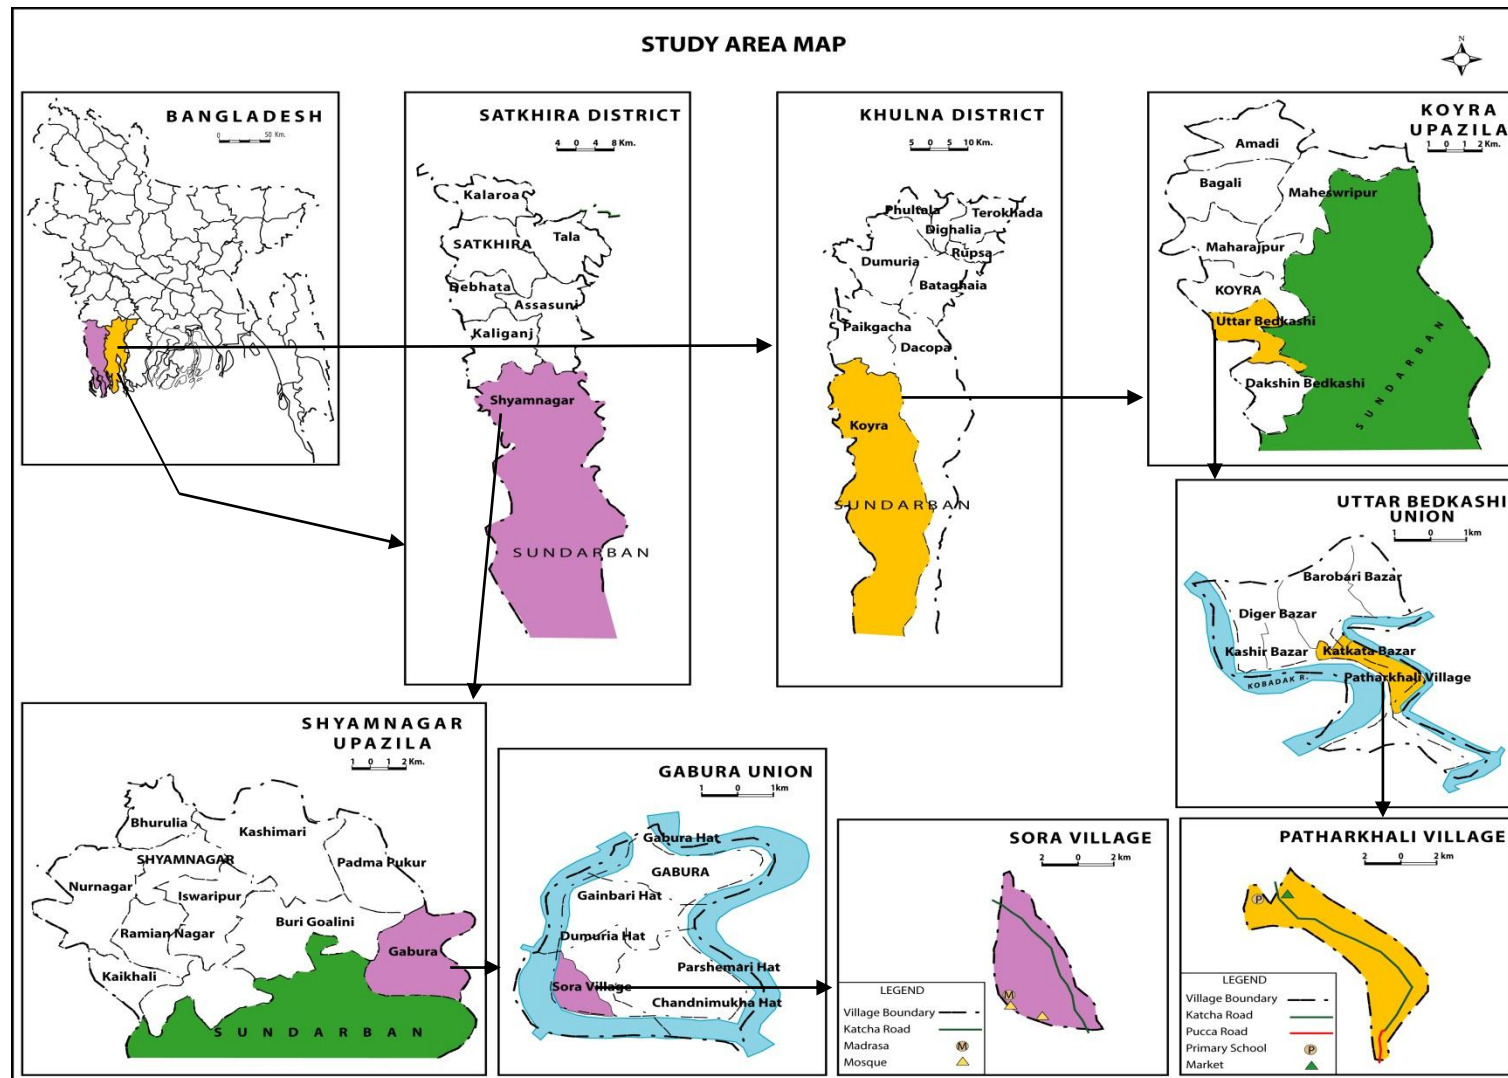 STUDY AREA MAP
N
BANGLADESH
0 50 Km.
SATKHIRA DISTRICT
4 0 4 8 Km.
Kalaroa
SATKHIRA
Tala
Debhata
Assasuni
Kaliganj
Shyamnagar
SUNDARBAN
KHULNA DISTRICT
5 0 5 10 Km.
Phultala
Terokhada
Dighalia
Rupsa
Dumuria
Bataghaia
Paikgacha
Dacopa
Koyra
SUNDARBAN
KOYRA
UPAZILA
1 0 1 2 Km.
Amadi
Bagali
Maheswripur
Maharajpur
KOYRA
Uttar Bedkashi
Dakshin Bedkashi
SUNDARBAN
UTTAR BEDKASHI
UNION
1 0 1km
Barobari Bazar
Diger Bazar
Kashir Bazar
Katkata Bazar
KOBADAK R.
Patharkhali Village
SHYAMNAGAR
UPAZILA
1 0 1 2 Km.
Bhurulia
Kashimari
SHYAMNAGAR
Padma Pukur
Nurnagar
Iswaripur
Buri Goalini
Ramjan Nagar
Gabura
Kaikhali
SUNDARBAN
GABURA UNION
1 0 1km
Gabura Hat
GABURA
Gainbari Hat
Dumuria Hat
Parshemari Hat
Sora Village
Chandnimukha Hat
SORA VILLAGE
2 0 2 km
M
LEGEND
Village Boundary
Katcha Road
Madrasa M
Mosque
PATHARKHALI VILLAGE
2 0 2 km
P
LEGEND
Village Boundary
Katcha Road
Pucca Road
Primary School P
Market